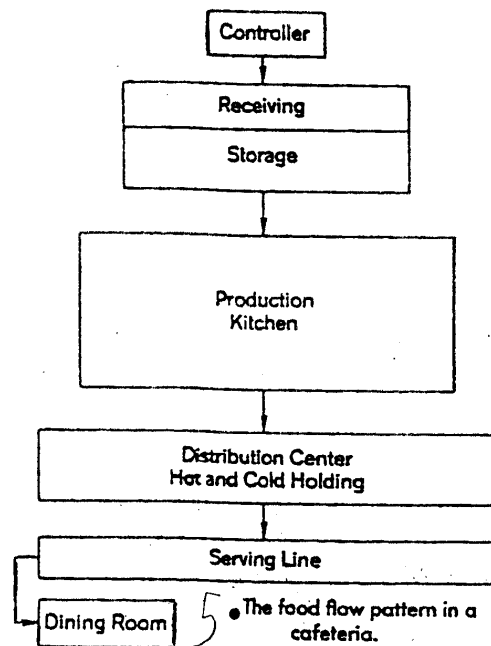 Controller
Receiving
Storage
Production
Kitchen
Distribution Center
Hot and Cold Holding
Serving Line
Dining Room
5 • The food flow pattern in a
cafeteria.